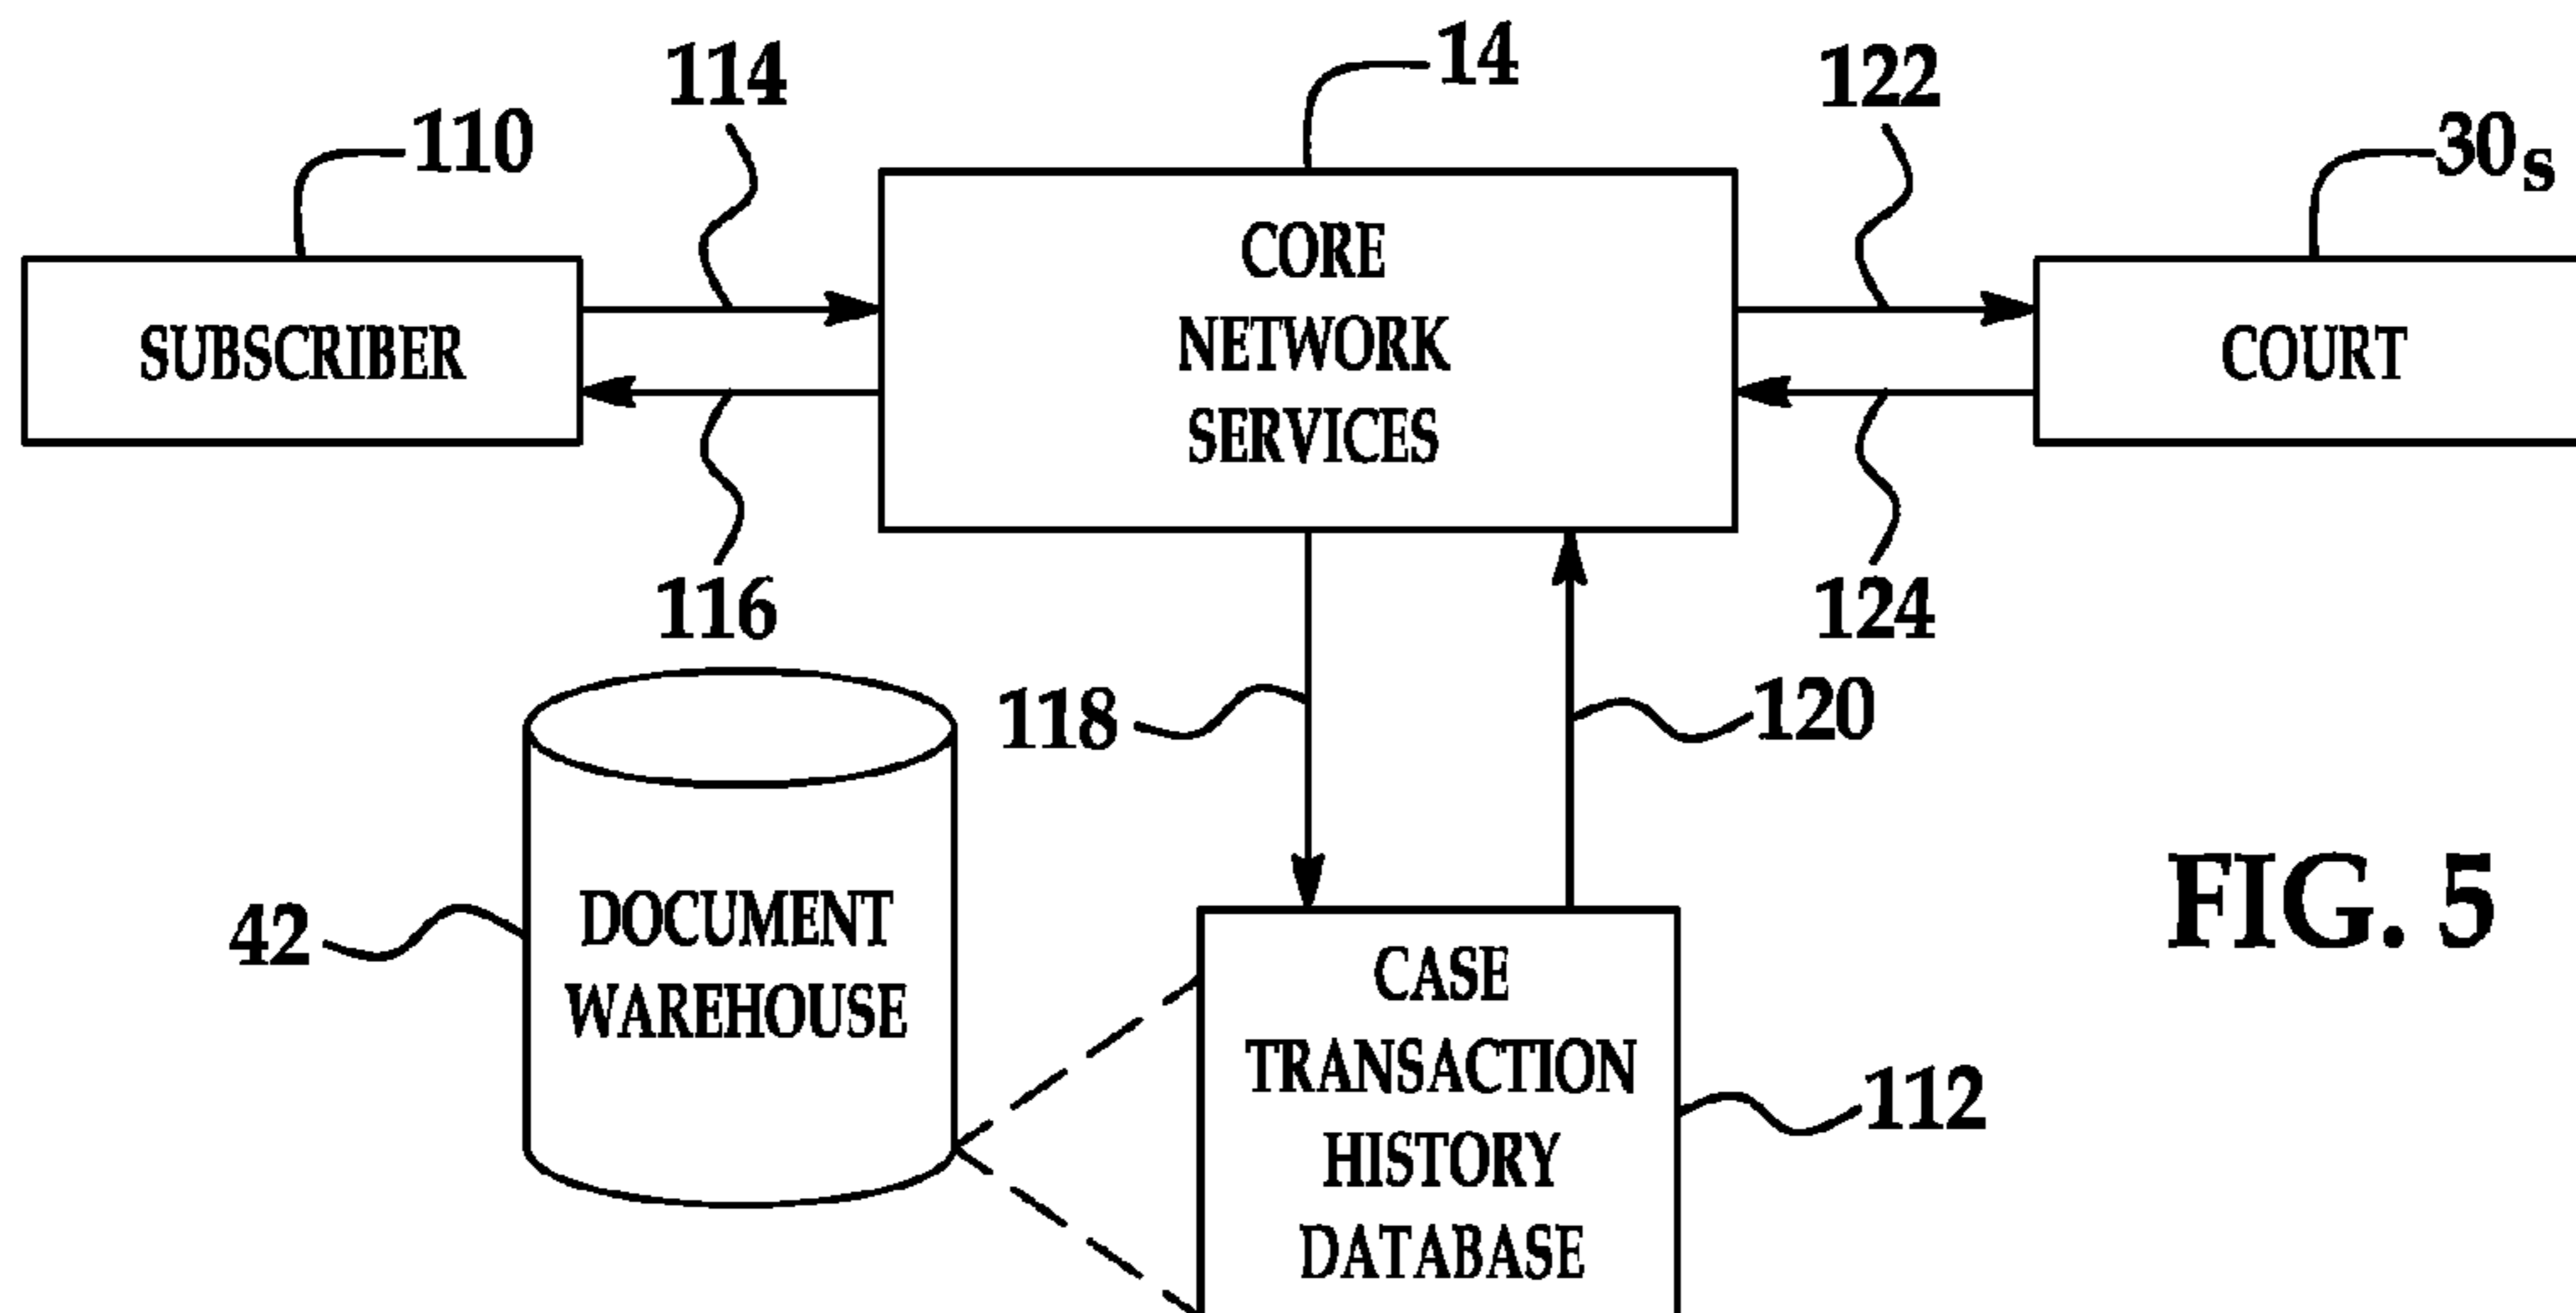 114
14
122
110
30s
CORE
NETWORK
SERVICES
SUBSCRIBER
COURT
116
124
118
120
DOCUMENT
WAREHOUSE
42
FIG. 5
CASE
TRANSACTION
HISTORY
DATABASE
112